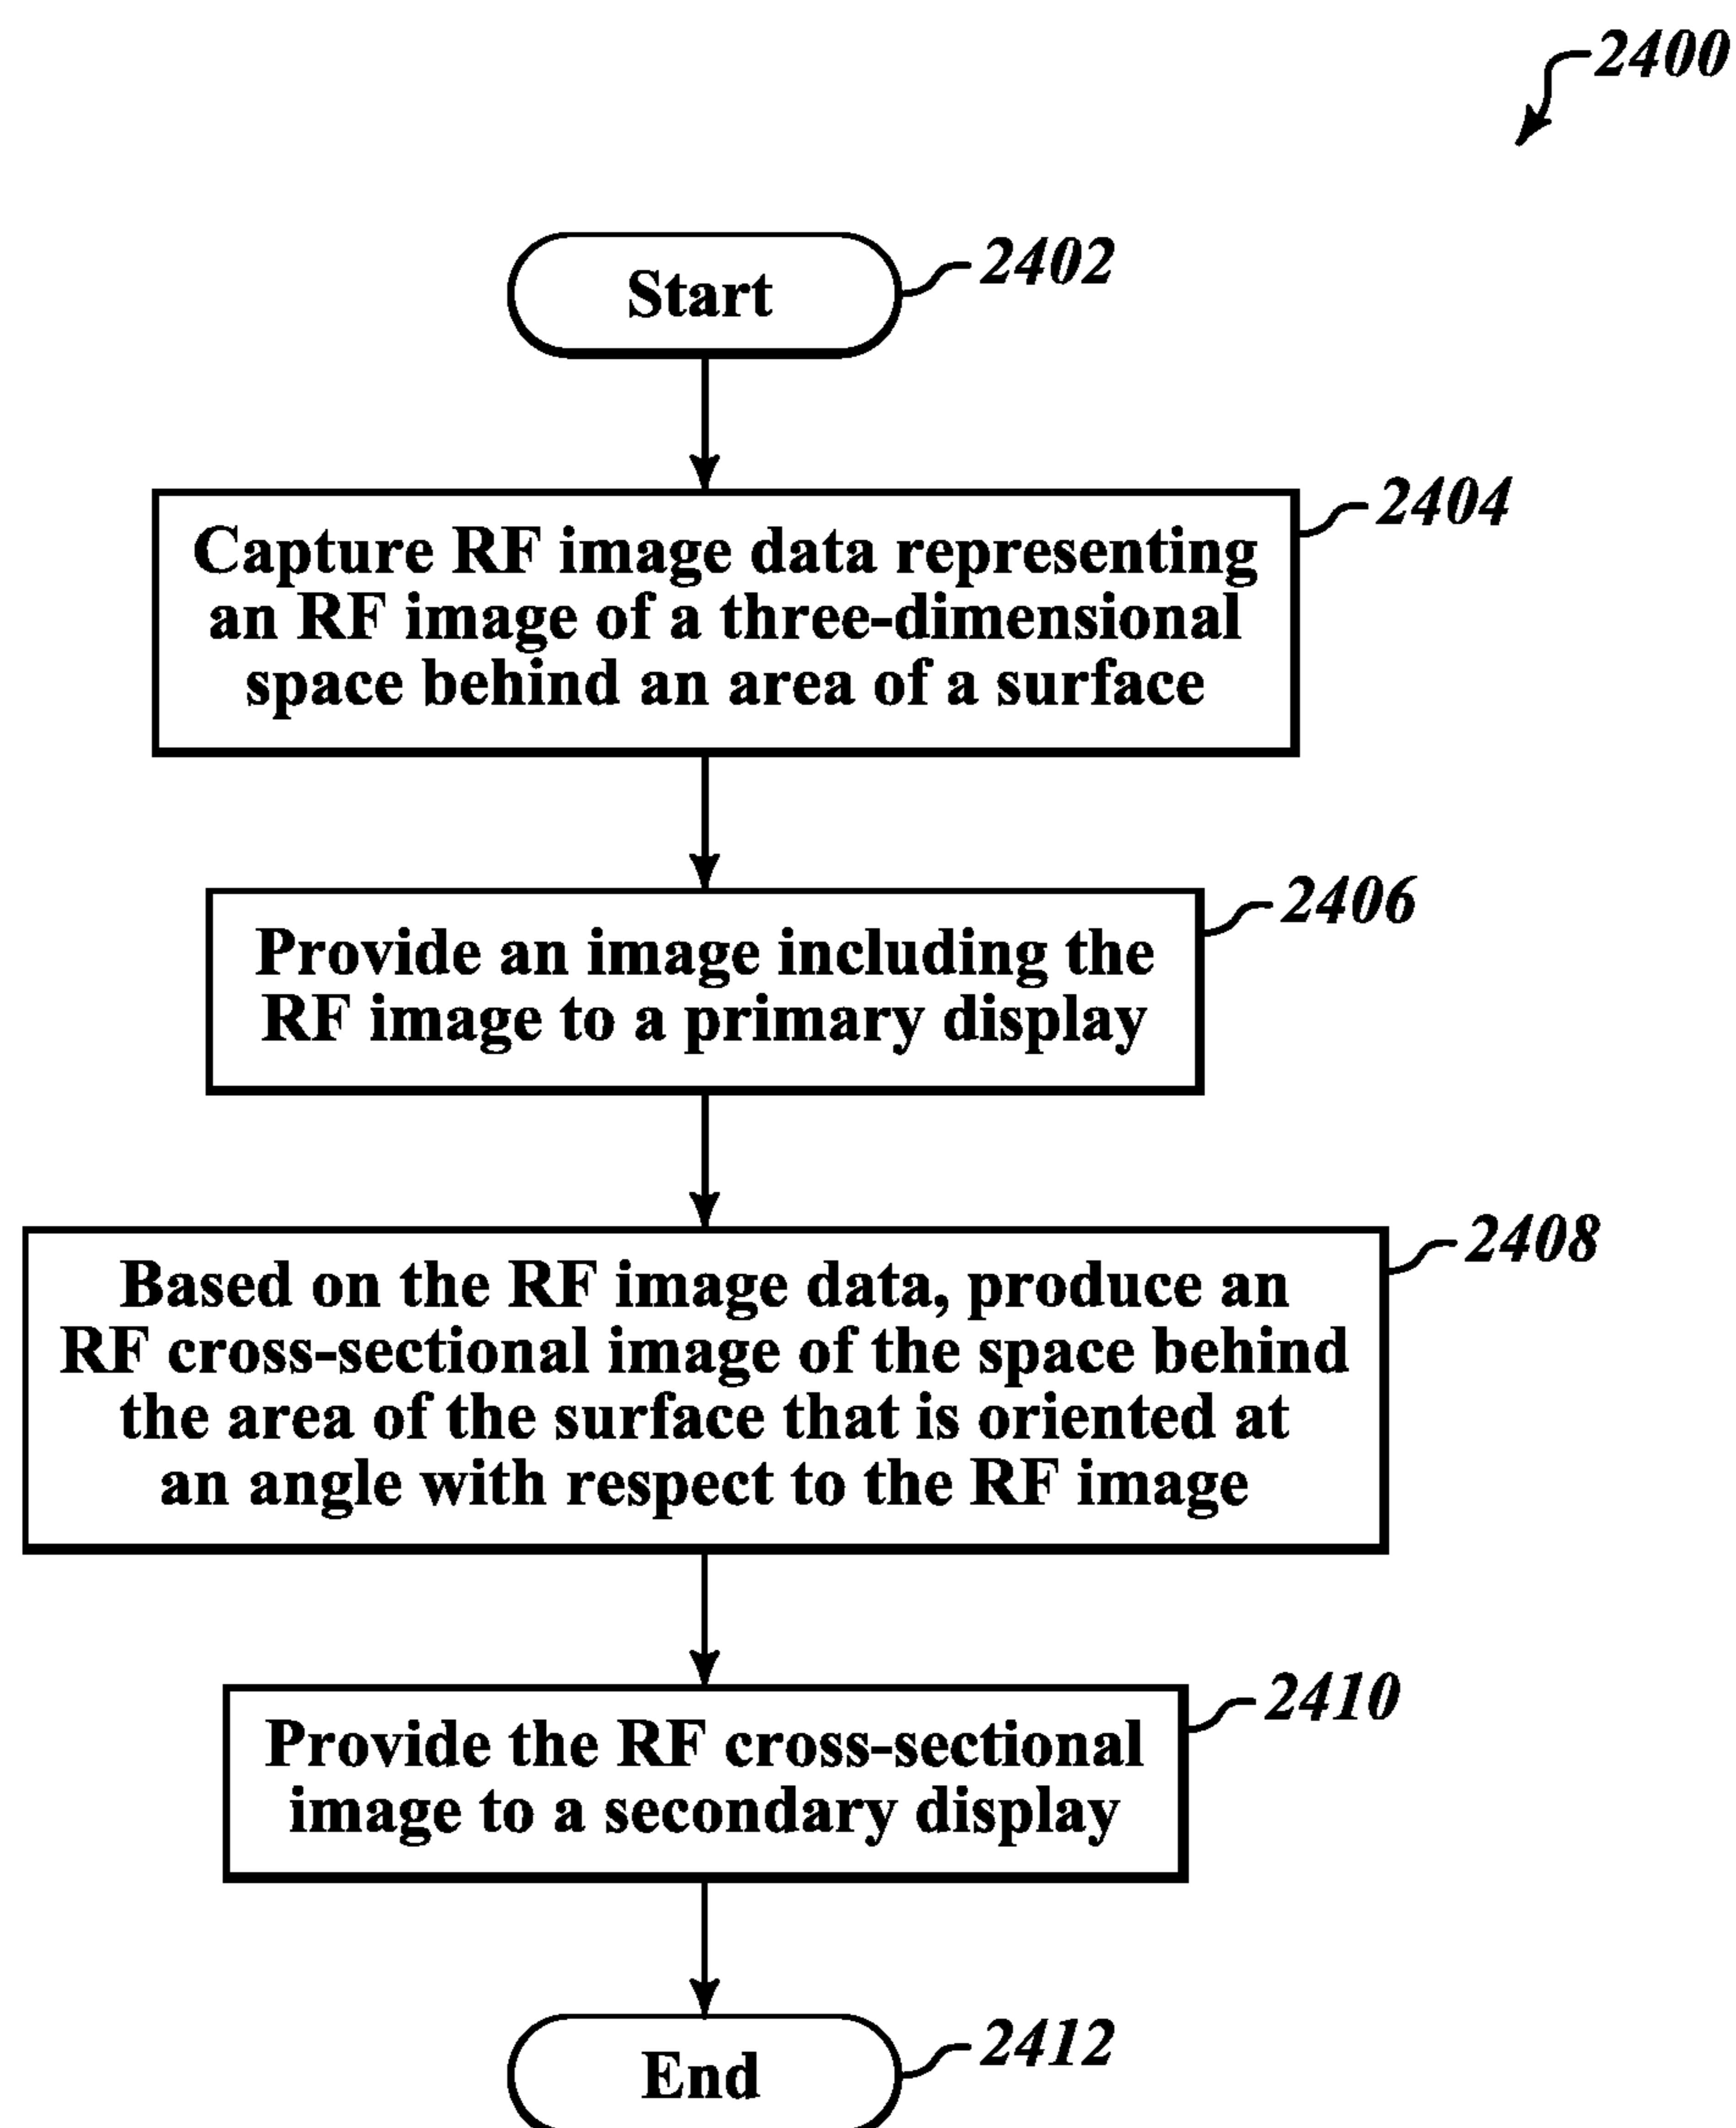 2400
Start
2402
Capture RF image data representing
an RF image of a three-dimensional
space behind an area of a surface
2404
Provide an image including the
RF image to a primary display
2406
Based on the RF image data, produce an
RF cross-sectional image of the space behind
the area of the surface that is oriented at
an angle with respect to the RF image
2408
Provide the RF cross-sectional
image to a secondary display
2410
End
2412